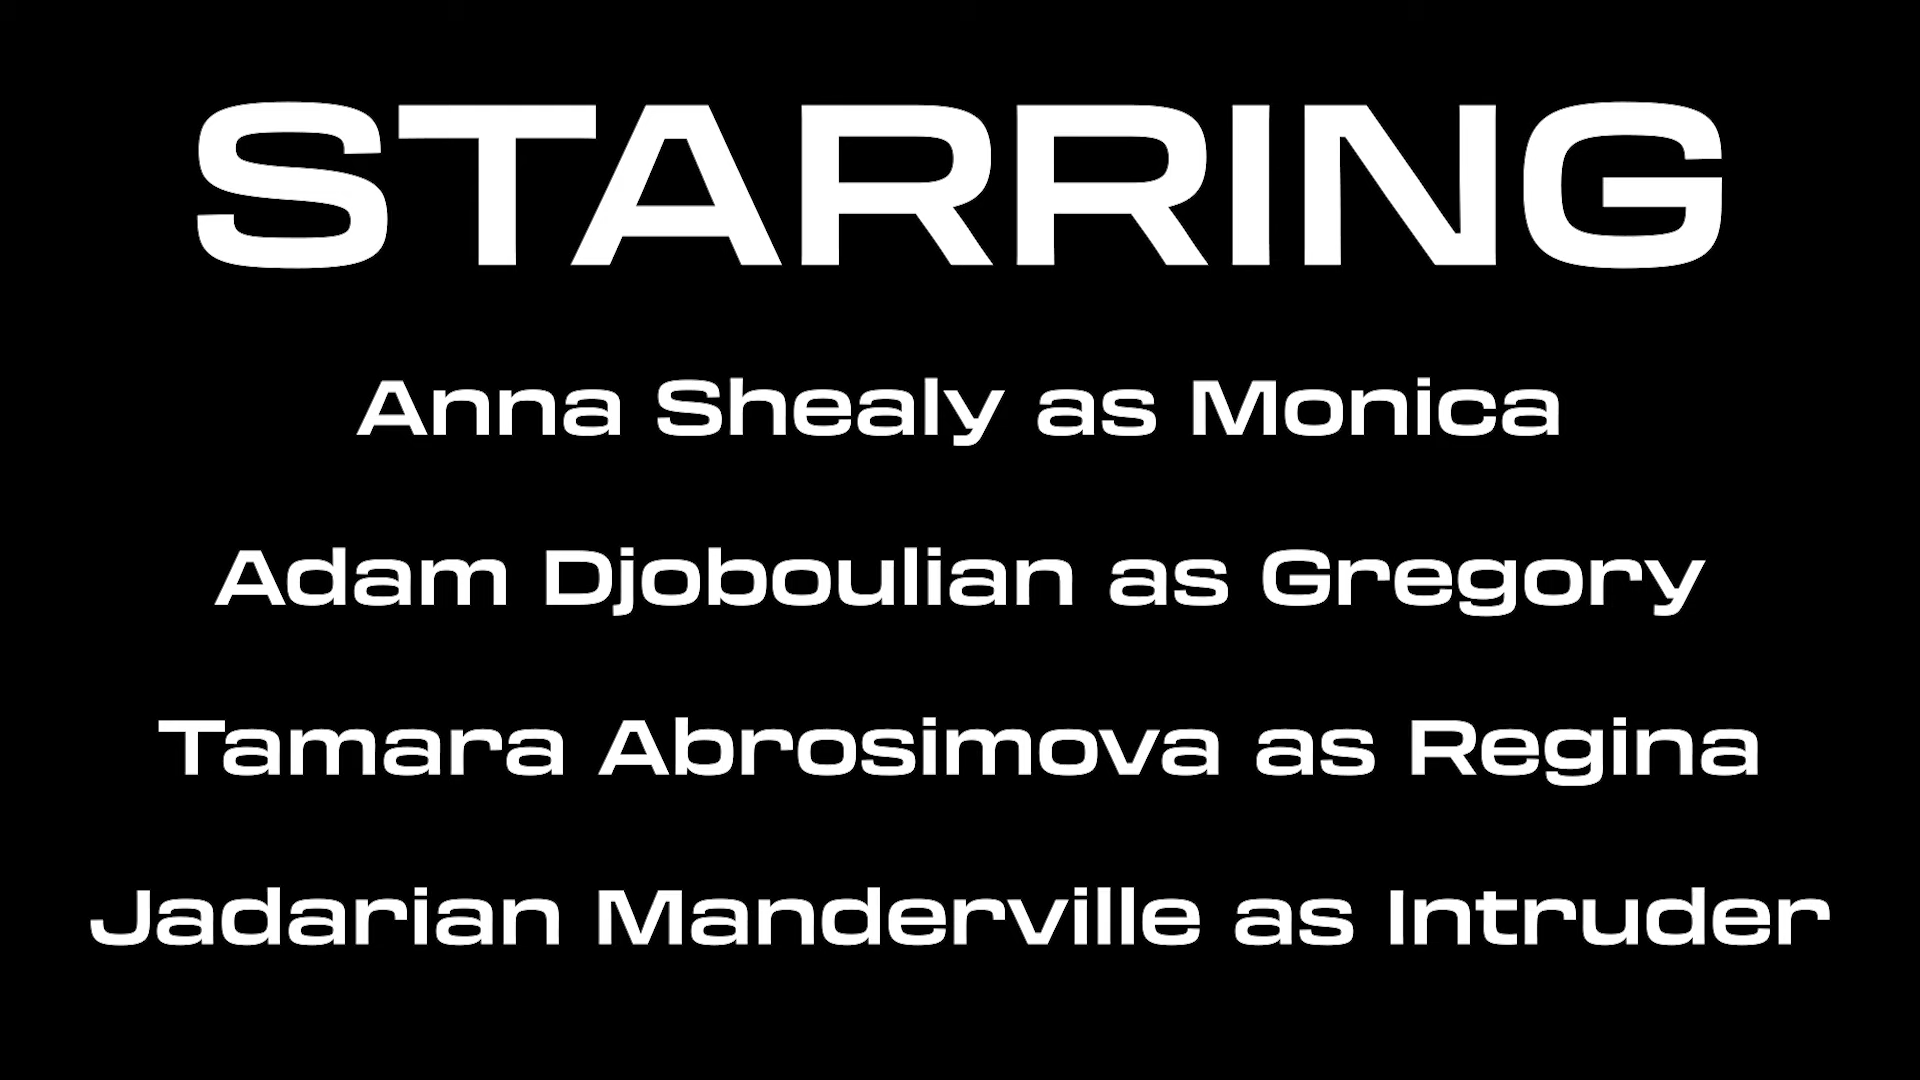 STARRING
Anna Shealy as Monica
Adam Djoboulian as Gregory
Tamara Abrosimova as Regina
Jadarian Manderville as Intruder